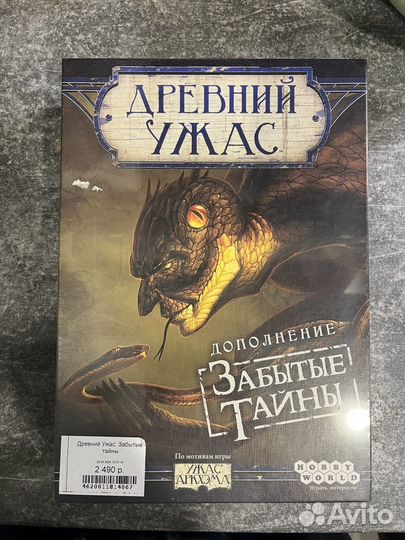 ДРЕВНИЙ
УЖАС
ДОПОЛНЕНИЕ
ЗАБЫТЫЕ
ТАЙНЫ
Древний Ужас. Забытые
тайны
2 490 р.
4620011814067
По мотивам игры
УЖАС
АРКХЭМА
HOBBY
WORLD
Играть интересно
Avito